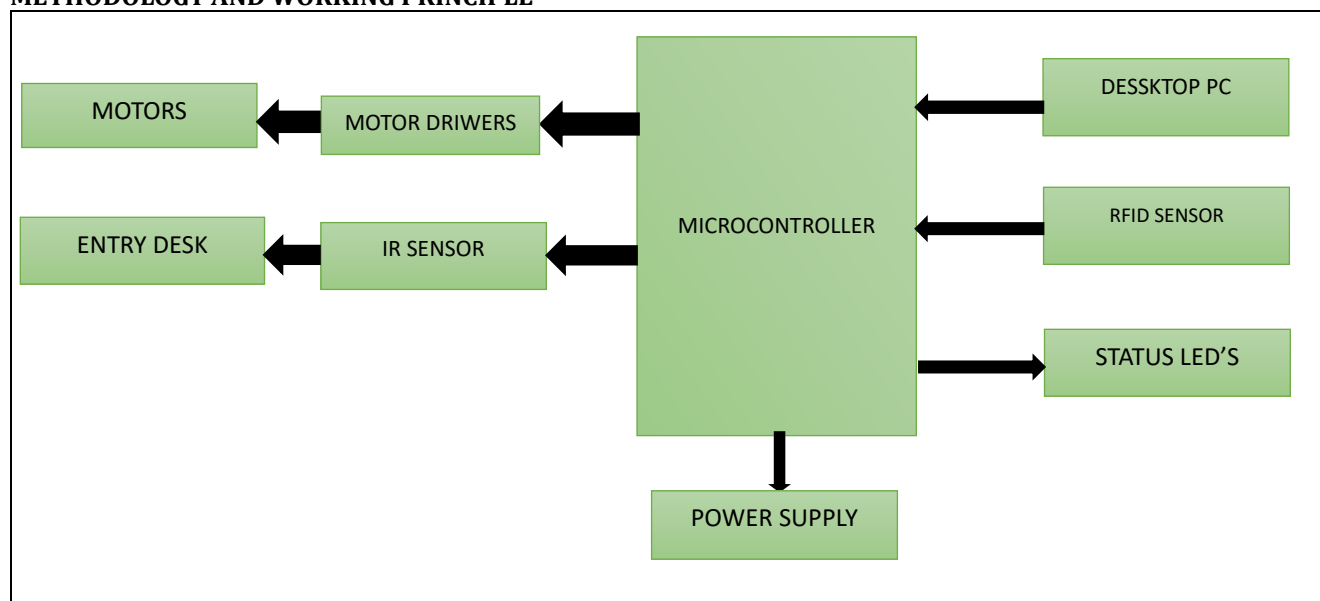 METHODOLOGY AND WORKING PRINCIPLE
MOTORS
MOTOR DRIWERS
MICROCONTROLLER
DESSKTOP PC
ENTRY DESK
IR SENSOR
RFID SENSOR
STATUS LED'S
POWER SUPPLY